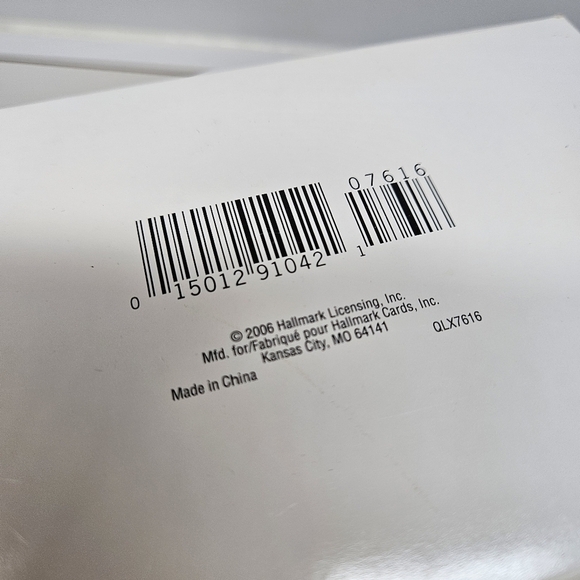 07616
0 15012 91042 1
© 2006 Hallmark Licensing, Inc.
Mfd. for/Fabriqué pour Hallmark Cards, Inc.
Kansas City, MO 64141 QLX7616
Made in China